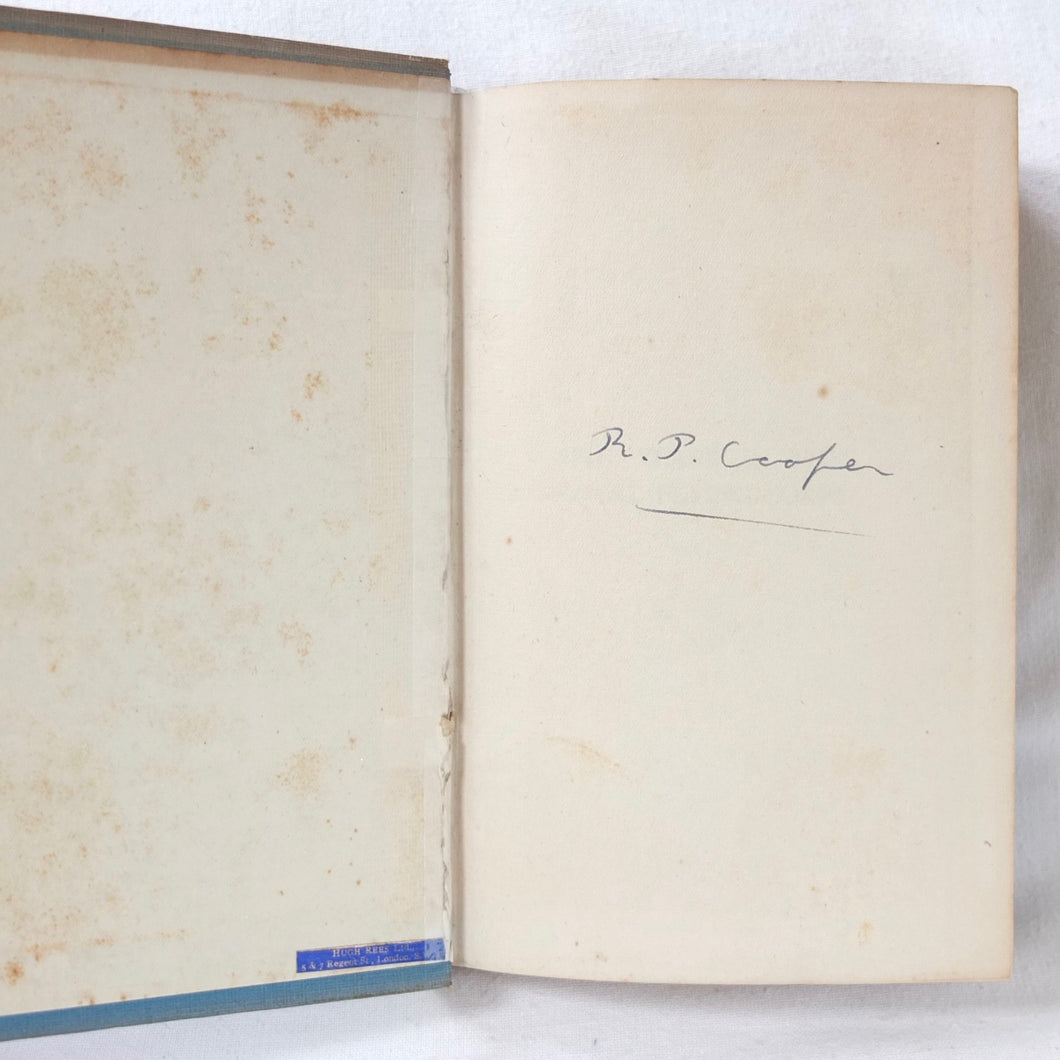 HUGH REES LTD.,
5 & 7 Regent St., London, S.
R. P. Cooper